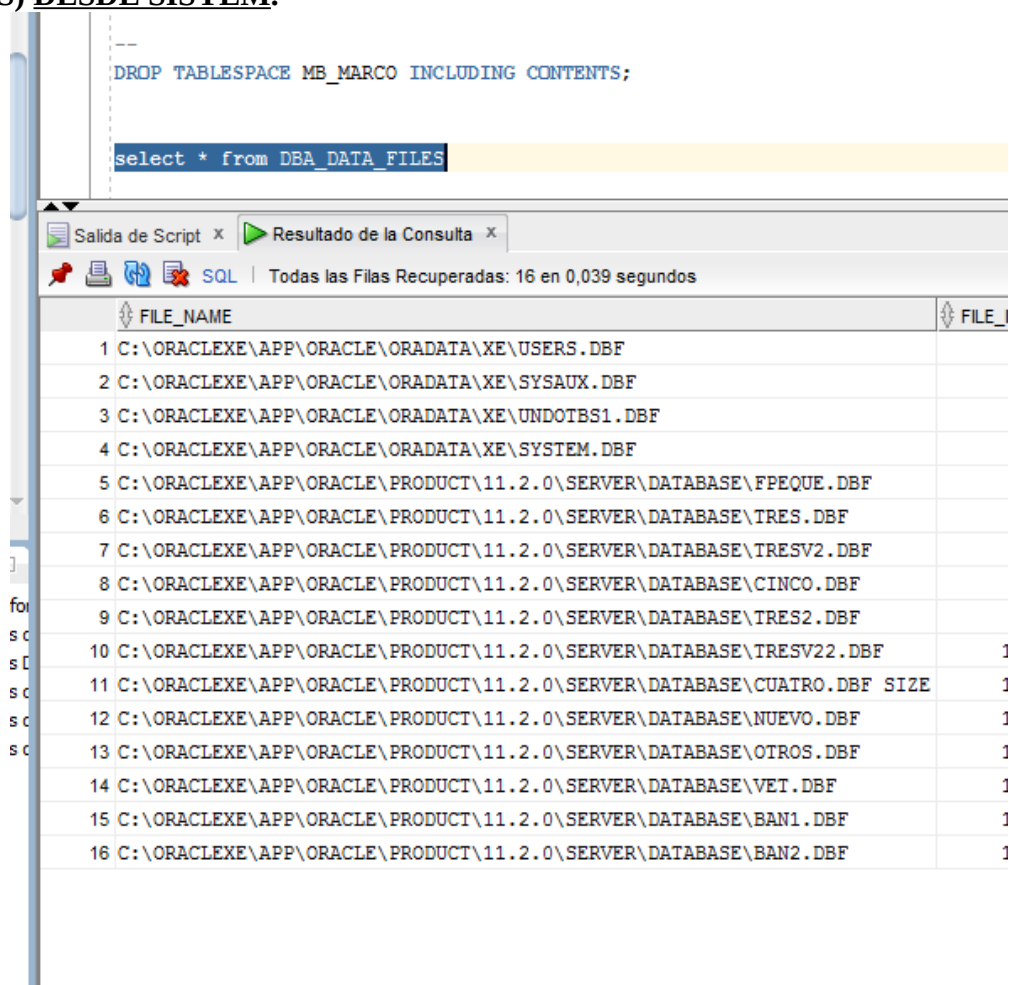 S) DESDE SISTEM:
--
DROP TABLESPACE MB_MARCO INCLUDING CONTENTS;
select * from DBA_DATA_FILES
Salida de Script x Resultado de la Consulta x
SQL | Todas las Filas Recuperadas: 16 en 0,039 segundos
FILE_NAME FILE_I
1 C:\ORACLEXE\APP\ORACLE\ORADATA\XE\USERS.DBF
2 C:\ORACLEXE\APP\ORACLE\ORADATA\XE\SYSAUX.DBF
3 C:\ORACLEXE\APP\ORACLE\ORADATA\XE\UNDOTBS1.DBF
4 C:\ORACLEXE\APP\ORACLE\ORADATA\XE\SYSTEM.DBF
5 C:\ORACLEXE\APP\ORACLE\PRODUCT\11.2.0\SERVER\DATABASE\FPEQUE.DBF
6 C:\ORACLEXE\APP\ORACLE\PRODUCT\11.2.0\SERVER\DATABASE\TRES.DBF
7 C:\ORACLEXE\APP\ORACLE\PRODUCT\11.2.0\SERVER\DATABASE\TRESV2.DBF
8 C:\ORACLEXE\APP\ORACLE\PRODUCT\11.2.0\SERVER\DATABASE\CINCO.DBF
9 C:\ORACLEXE\APP\ORACLE\PRODUCT\11.2.0\SERVER\DATABASE\TRES2.DBF
10 C:\ORACLEXE\APP\ORACLE\PRODUCT\11.2.0\SERVER\DATABASE\TRESV22.DBF 1
11 C:\ORACLEXE\APP\ORACLE\PRODUCT\11.2.0\SERVER\DATABASE\CUATRO.DBF SIZE 1
12 C:\ORACLEXE\APP\ORACLE\PRODUCT\11.2.0\SERVER\DATABASE\NUEVO.DBF 1
13 C:\ORACLEXE\APP\ORACLE\PRODUCT\11.2.0\SERVER\DATABASE\OTROS.DBF 1
14 C:\ORACLEXE\APP\ORACLE\PRODUCT\11.2.0\SERVER\DATABASE\VET.DBF 1
15 C:\ORACLEXE\APP\ORACLE\PRODUCT\11.2.0\SERVER\DATABASE\BAN1.DBF 1
16 C:\ORACLEXE\APP\ORACLE\PRODUCT\11.2.0\SERVER\DATABASE\BAN2.DBF 1